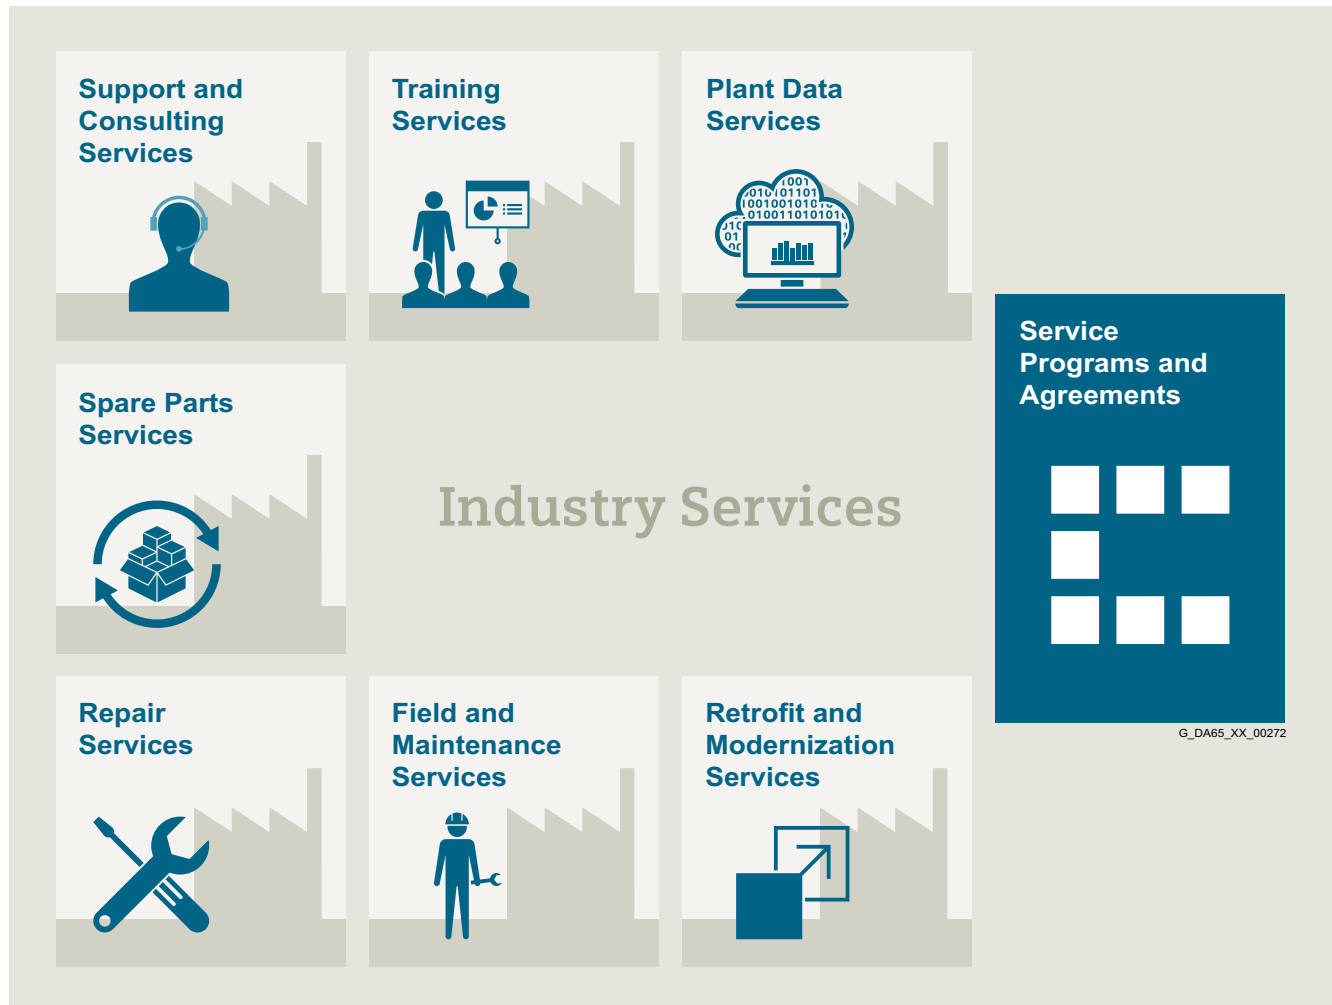 Support and
Consulting
Services
Training
Services
Plant Data
Services
Service
Programs and
Agreements
Spare Parts
Services
Industry Services
Repair
Services
Field and
Maintenance
Services
Retrofit and
Modernization
Services
G_DA65_XX_00272